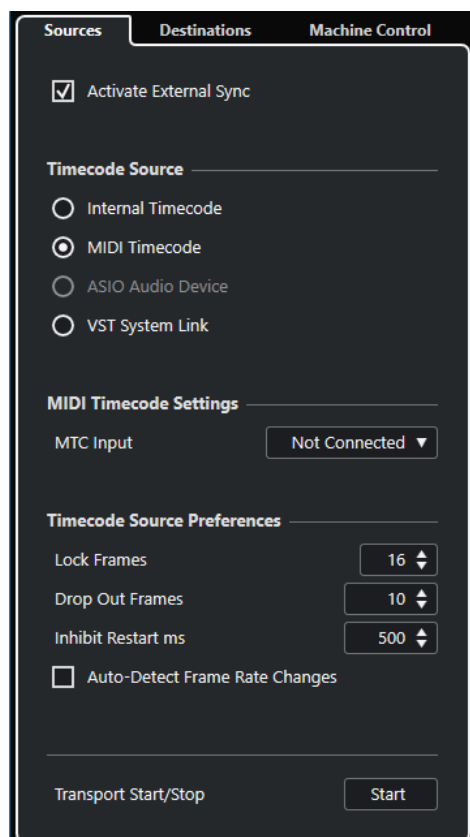 Sources Destinations Machine Control
Activate External Sync
Timecode Source
Internal Timecode
MIDI Timecode
ASIO Audio Device
VST System Link
MIDI Timecode Settings
MTC Input Not Connected
Timecode Source Preferences
Lock Frames 16
Drop Out Frames 10
Inhibit Restart ms 500
Auto-Detect Frame Rate Changes
Transport Start/Stop Start